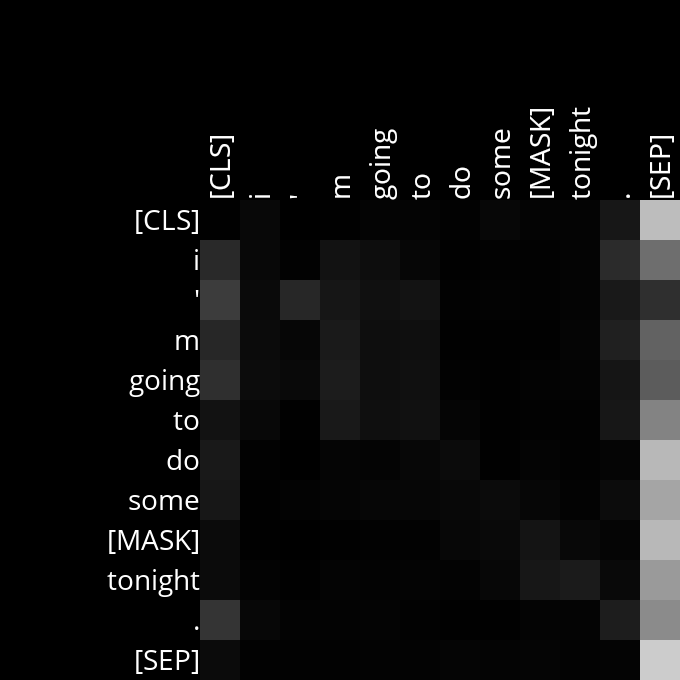 [CLS] i ' m going to do some [MASK] tonight . [SEP]
[CLS]
i
'
m
going
to
do
some
[MASK]
tonight
.
[SEP]